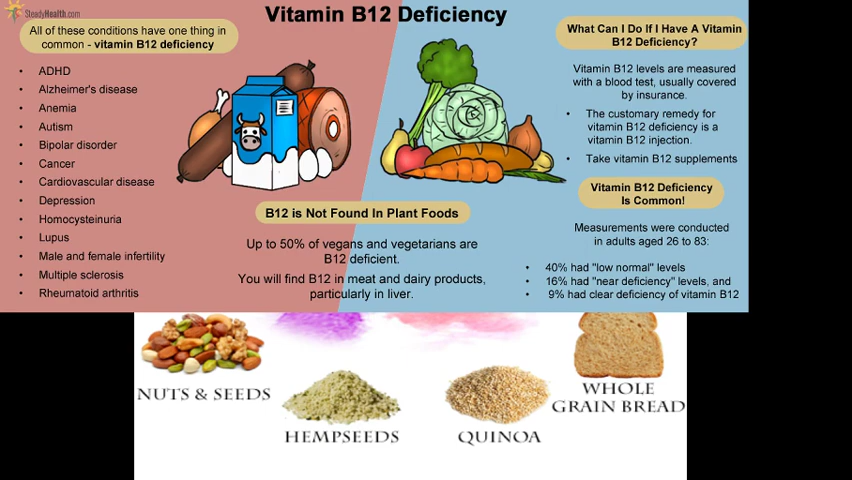 SteadyHealth.com
Vitamin B12 Deficiency
All of these conditions have one thing in
common - vitamin B12 deficiency
• ADHD
• Alzheimer's disease
• Anemia
• Autism
• Bipolar disorder
• Cancer
• Cardiovascular disease
• Depression
• Homocysteinuria
• Lupus
• Male and female infertility
• Multiple sclerosis
• Rheumatoid arthritis
B12 is Not Found In Plant Foods
Up to 50% of vegans and vegetarians are
B12 deficient.
You will find B12 in meat and dairy products,
particularly in liver.
What Can I Do If I Have A Vitamin
B12 Deficiency?
Vitamin B12 levels are measured
with a blood test, usually covered
by insurance.
• The customary remedy for
vitamin B12 deficiency is a
vitamin B12 injection.
• Take vitamin B12 supplements
Vitamin B12 Deficiency
Is Common!
Measurements were conducted
in adults aged 26 to 83:
• 40% had "low normal" levels
• 16% had "near deficiency" levels, and
• 9% had clear deficiency of vitamin B12
NUTS & SEEDS
HEMPSEEDS
QUINOA
WHOLE
GRAIN BREAD